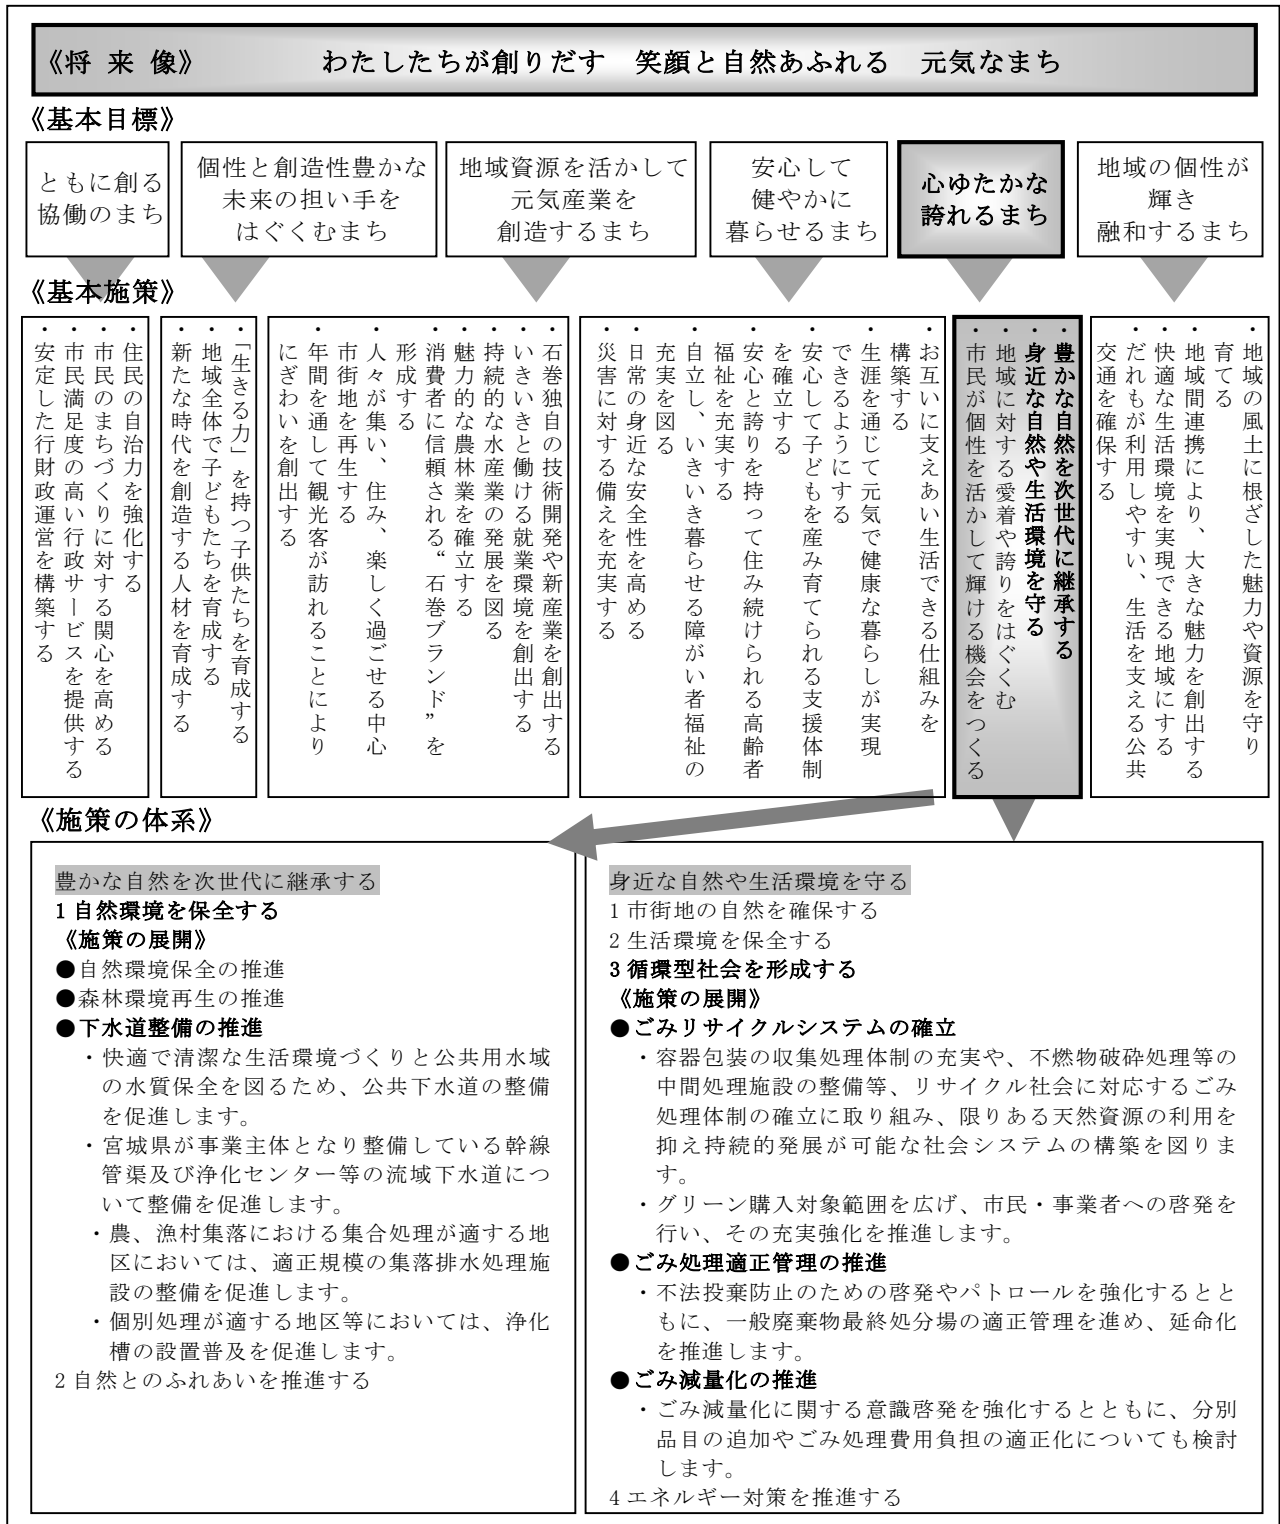 《将 来 像》 わたしたちが創りだす 笑顔と自然あふれる 元気なまち
《基本目標》
ともに創る
協働のまち
個性と創造性豊かな
未来の担い手を
はぐくむまち
地域資源を活かして
元気産業を
創造するまち
安心して
健やかに
暮らせるまち
心ゆたかな
誇れるまち
地域の個性が
輝き
融和するまち
《基本施策》
・住民の自治力を強化する
・市民のまちづくりに対する関心を高める
・市民満足度の高い行政サービスを提供する
・安定した行財政運営を構築する
・「生きる力」を持つ子供たちを育成する
・地域全体で子どもたちを育成する
・新たな時代を創造する人材を育成する
・石巻独自の技術開発や新産業を創出する
・いきいきと働ける就業環境を創出する
・持続的な水産業の発展を図る
・魅力的な農林業を確立する
・消費者に信頼される“石巻ブランド”を
形成する
・人々が集い、住み、楽しく過ごせる中心
市街地を再生する
・年間を通して観光客が訪れることにより
にぎわいを創出する
・お互いに支えあい生活できる仕組みを
構築する
・生涯を通じて元気で健康な暮らしが実現
できるようにする
・安心して子どもを産み育てられる支援体制
を確立する
・安心と誇りを持って住み続けられる高齢者
福祉を充実する
・自立し、いきいき暮らせる障がい者福祉の
充実を図る
・日常の身近な安全性を高める
・災害に対する備えを充実する
・豊かな自然を次世代に継承する
・身近な自然や生活環境を守る
・地域に対する愛着や誇りをはぐくむ
・市民が個性を活かして輝ける機会をつくる
・地域の風土に根ざした魅力や資源を守り
育てる
・地域間連携により、大きな魅力を創出する
・快適な生活環境を実現できる地域にする
・だれもが利用しやすい、生活を支える公共
交通を確保する
《施策の体系》
豊かな自然を次世代に継承する
1 自然環境を保全する
《施策の展開》
●自然環境保全の推進
●森林環境再生の推進
●下水道整備の推進
・快適で清潔な生活環境づくりと公共用水域
の水質保全を図るため、公共下水道の整備
を促進します。
・宮城県が事業主体となり整備している幹線
管渠及び浄化センター等の流域下水道につ
いて整備を促進します。
・農、漁村集落における集合処理が適する地
区においては、適正規模の集落排水処理施
設の整備を促進します。
・個別処理が適する地区等においては、浄化
槽の設置普及を促進します。
2 自然とのふれあいを推進する
身近な自然や生活環境を守る
1 市街地の自然を確保する
2 生活環境を保全する
3 循環型社会を形成する
《施策の展開》
●ごみリサイクルシステムの確立
・容器包装の収集処理体制の充実や、不燃物破砕処理等の
中間処理施設の整備等、リサイクル社会に対応するごみ
処理体制の確立に取り組み、限りある天然資源の利用を
抑え持続的発展が可能な社会システムの構築を図りま
す。
・グリーン購入対象範囲を広げ、市民・事業者への啓発を
行い、その充実強化を推進します。
●ごみ処理適正管理の推進
・不法投棄防止のための啓発やパトロールを強化するとと
もに、一般廃棄物最終処分場の適正管理を進め、延命化
を推進します。
●ごみ減量化の推進
・ごみ減量化に関する意識啓発を強化するとともに、分別
品目の追加やごみ処理費用負担の適正化についても検討
します。
4 エネルギー対策を推進する